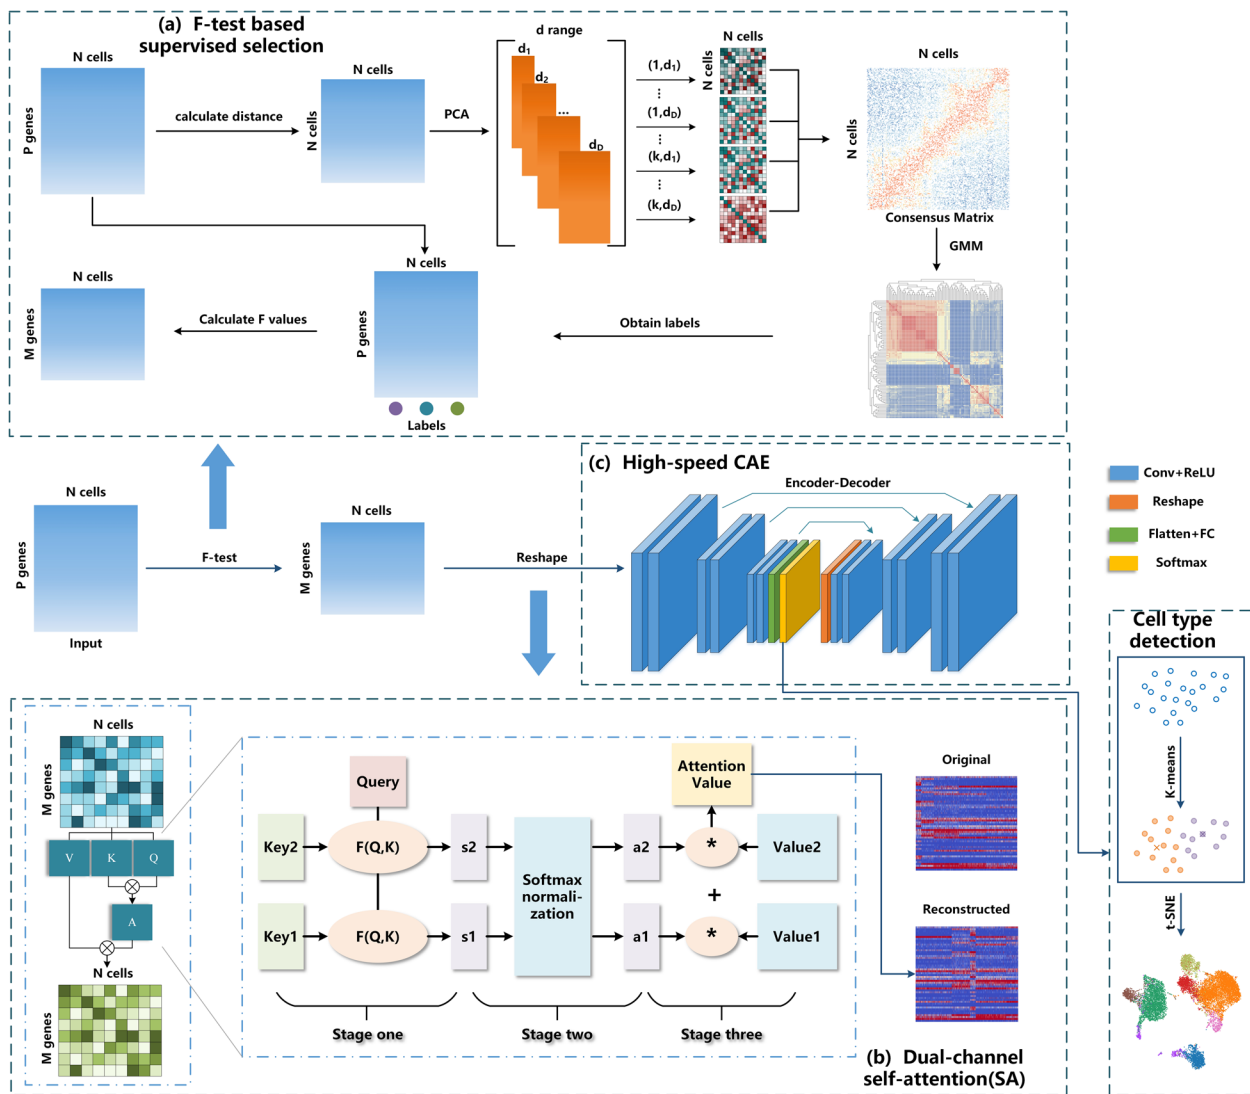 (a) F-test based
supervised selection
N cells
P genes
calculate distance
N cells
N cells
PCA
d range
d1
d2
...
dD
(1,d1)
⋮
(1,dD)
(k,d1)
⋮
(k,dD)
N cells
N cells
N cells
N cells
Consensus Matrix
GMM
Obtain labels
N cells
P genes
Labels
Calculate F values
N cells
M genes
N cells
P genes
Input
F-test
N cells
M genes
Reshape
(c) High-speed CAE
Encoder-Decoder
Conv+ReLU
Reshape
Flatten+FC
Softmax
Cell type
detection
K-means
t-SNE
N cells
M genes
V
K
Q
A
N cells
M genes
Query
Key2
F(Q,K)
s2
Key1
F(Q,K)
s1
Softmax
normali-
zation
a2
a1
Attention
Value
*
+
*
Value2
Value1
Stage one
Stage two
Stage three
Original
Reconstructed
(b) Dual-channel
self-attention(SA)